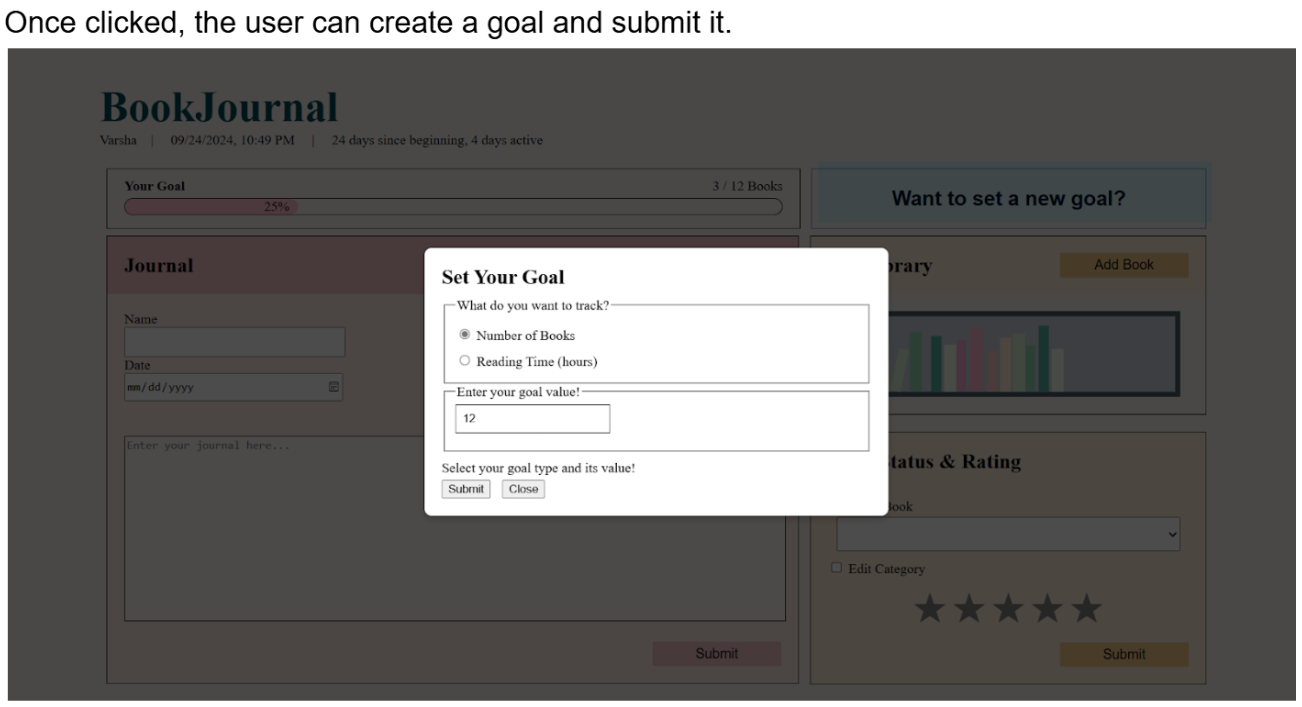 Once clicked, the user can create a goal and submit it.
BookJournal
Varsha | 09/24/2024, 10:49 PM | 24 days since beginning, 4 days active
Your Goal 3 / 12 Books
25%
Want to set a new goal?
Journal
Name
Date
mm/dd/yyyy
Enter your journal here...
Submit
Set Your Goal
What do you want to track?
Number of Books
Reading Time (hours)
Enter your goal value!
12
Select your goal type and its value!
Submit Close
rary Add Book
tatus & Rating
Book
Edit Category
Submit